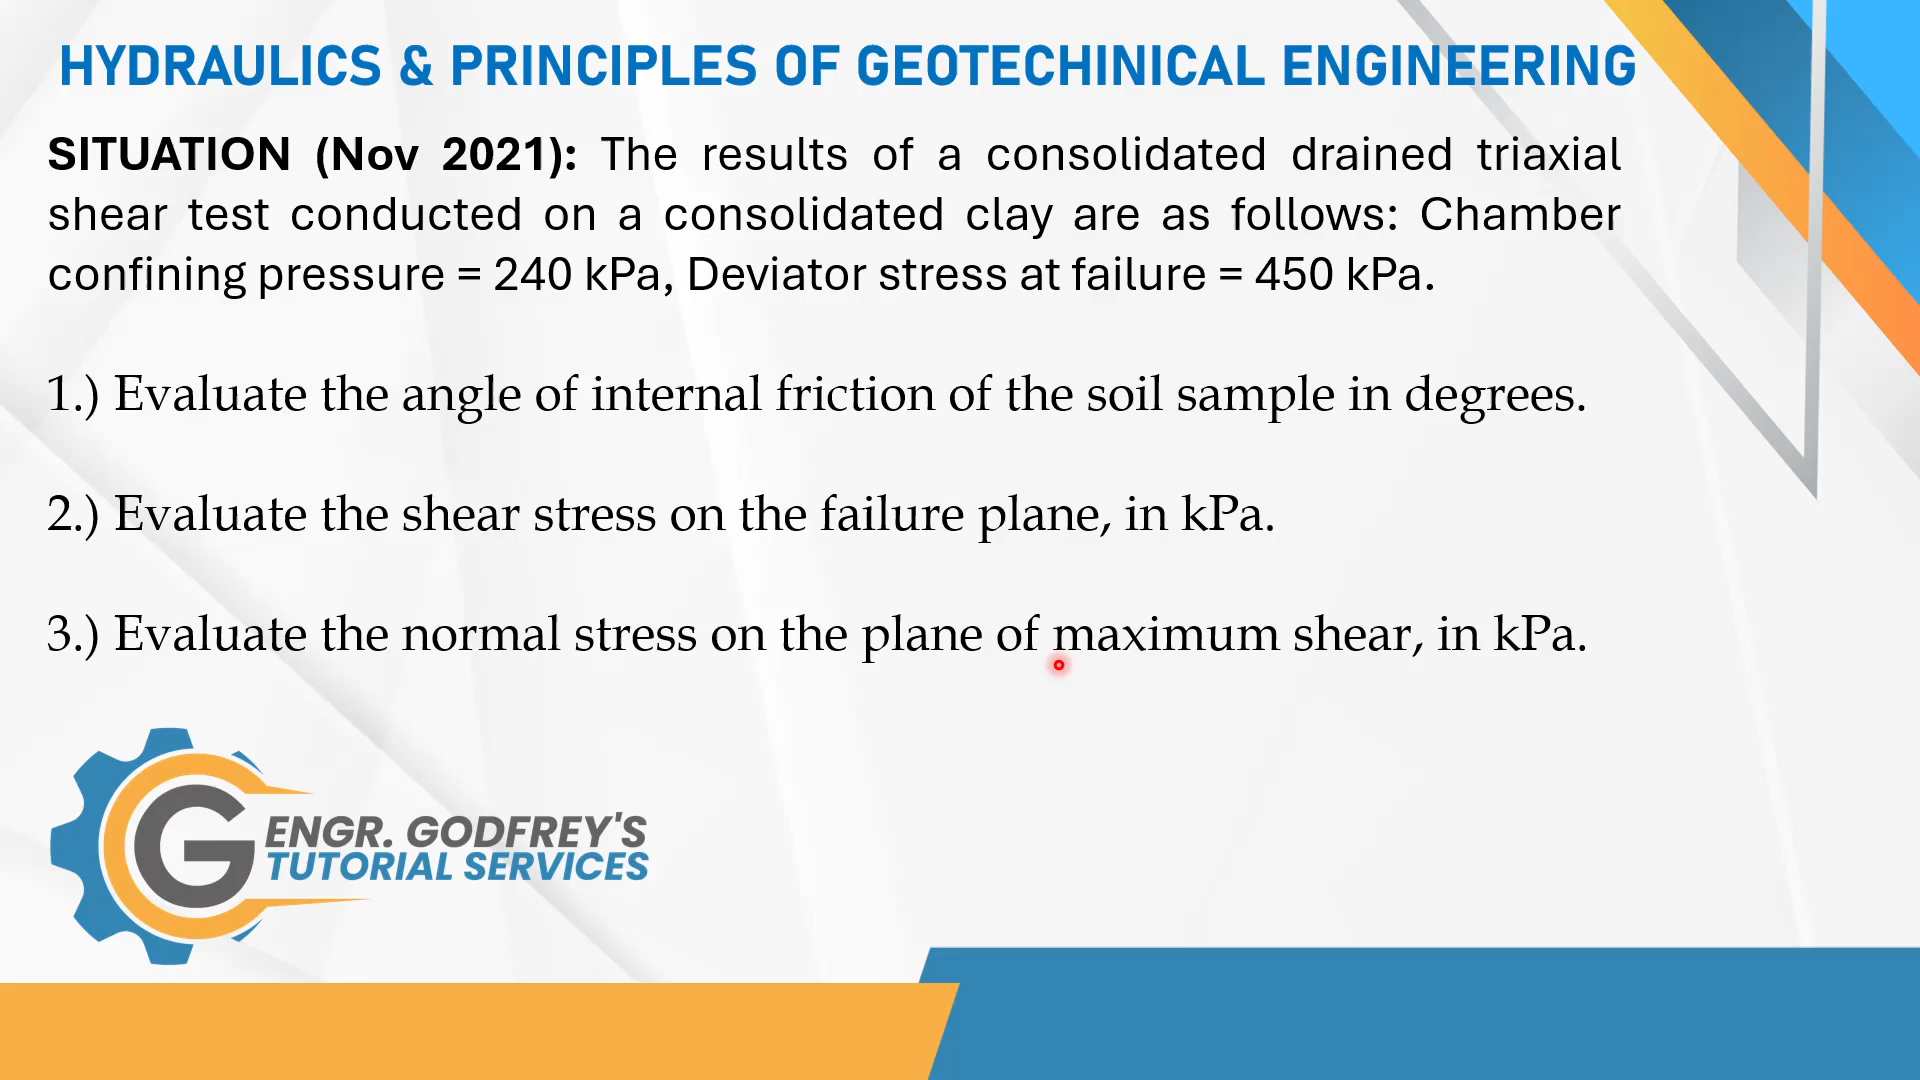 HYDRAULICS & PRINCIPLES OF GEOTECHINICAL ENGINEERING
SITUATION (Nov 2021): The results of a consolidated drained triaxial
shear test conducted on a consolidated clay are as follows: Chamber
confining pressure = 240 kPa, Deviator stress at failure = 450 kPa.
1.) Evaluate the angle of internal friction of the soil sample in degrees.
2.) Evaluate the shear stress on the failure plane, in kPa.
3.) Evaluate the normal stress on the plane of maximum shear, in kPa.
G
ENGR. GODFREY'S
TUTORIAL SERVICES